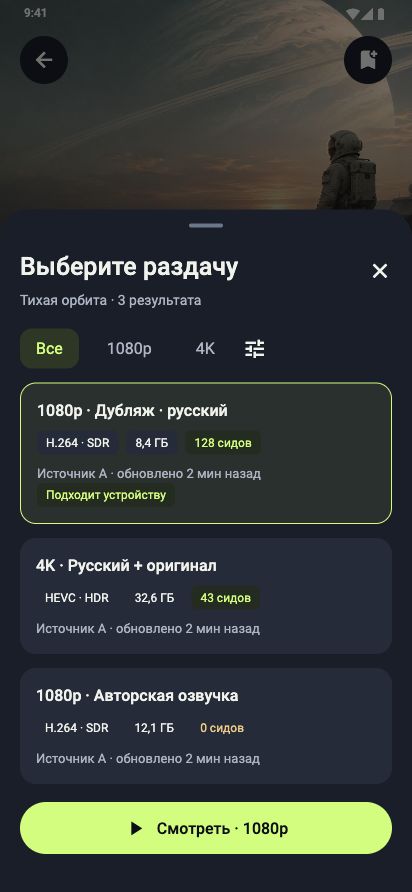 9:41
Выберите раздачу
Тихая орбита · 3 результата
Все 1080p 4K
1080p · Дубляж · русский
H.264 · SDR 8,4 ГБ 128 сидов
Источник A · обновлено 2 мин назад
Подходит устройству
4K · Русский + оригинал
HEVC · HDR 32,6 ГБ 43 сидов
Источник A · обновлено 2 мин назад
1080p · Авторская озвучка
H.264 · SDR 12,1 ГБ 0 сидов
Источник A · обновлено 2 мин назад
Смотреть · 1080p